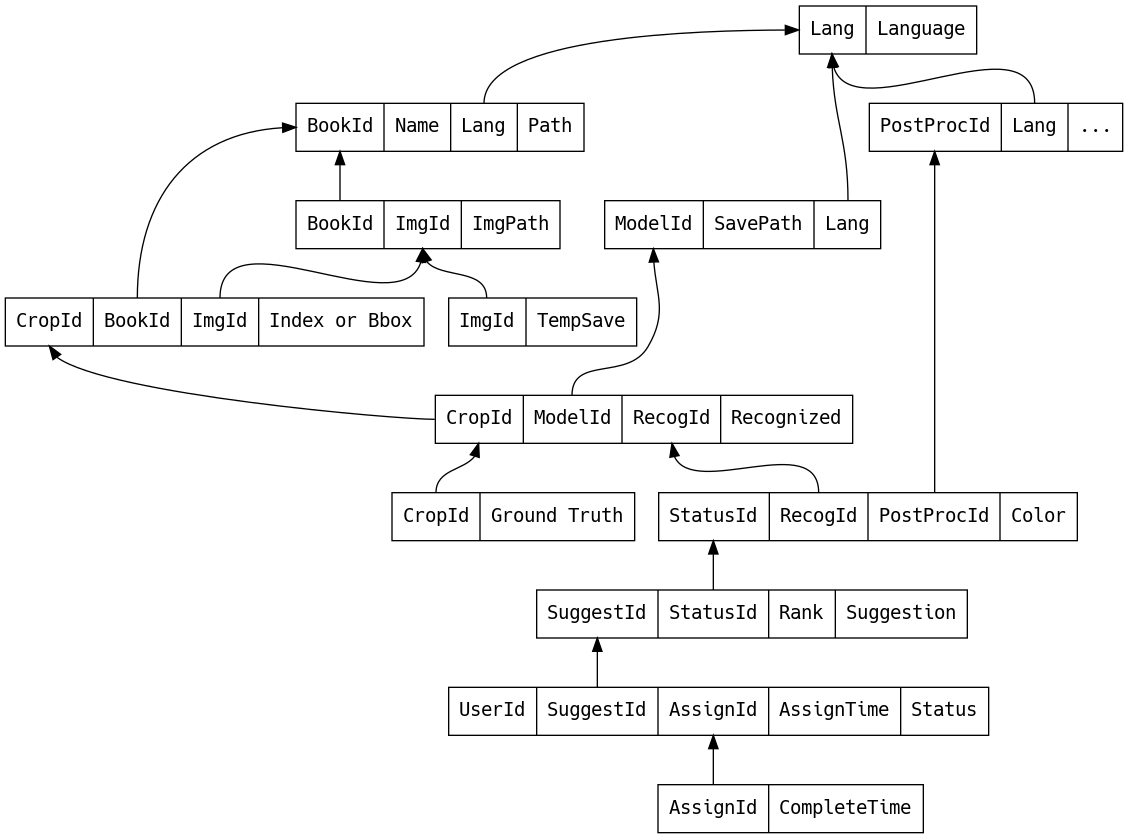 Lang Language
BookId Name Lang Path
PostProcId Lang ...
BookId ImgId ImgPath
ModelId SavePath Lang
CropId BookId ImgId Index or Bbox
ImgId TempSave
CropId ModelId RecogId Recognized
CropId Ground Truth
StatusId RecogId PostProcId Color
SuggestId StatusId Rank Suggestion
UserId SuggestId AssignId AssignTime Status
AssignId CompleteTime